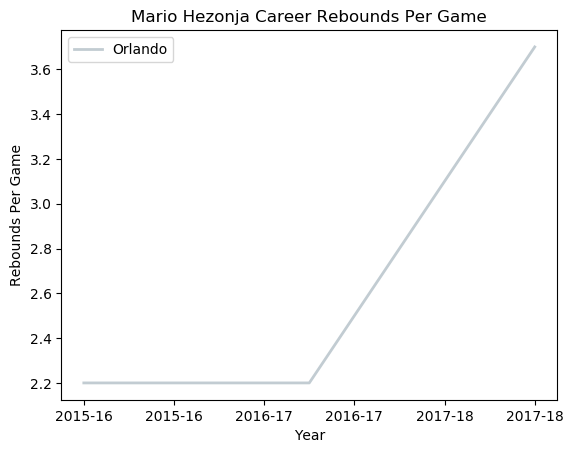 Mario Hezonja Career Rebounds Per Game
Orlando
3.6
3.4
3.2
3.0
2.8
2.6
2.4
2.2
Rebounds Per Game
2015-16 2015-16 2016-17 2016-17 2017-18 2017-18
Year